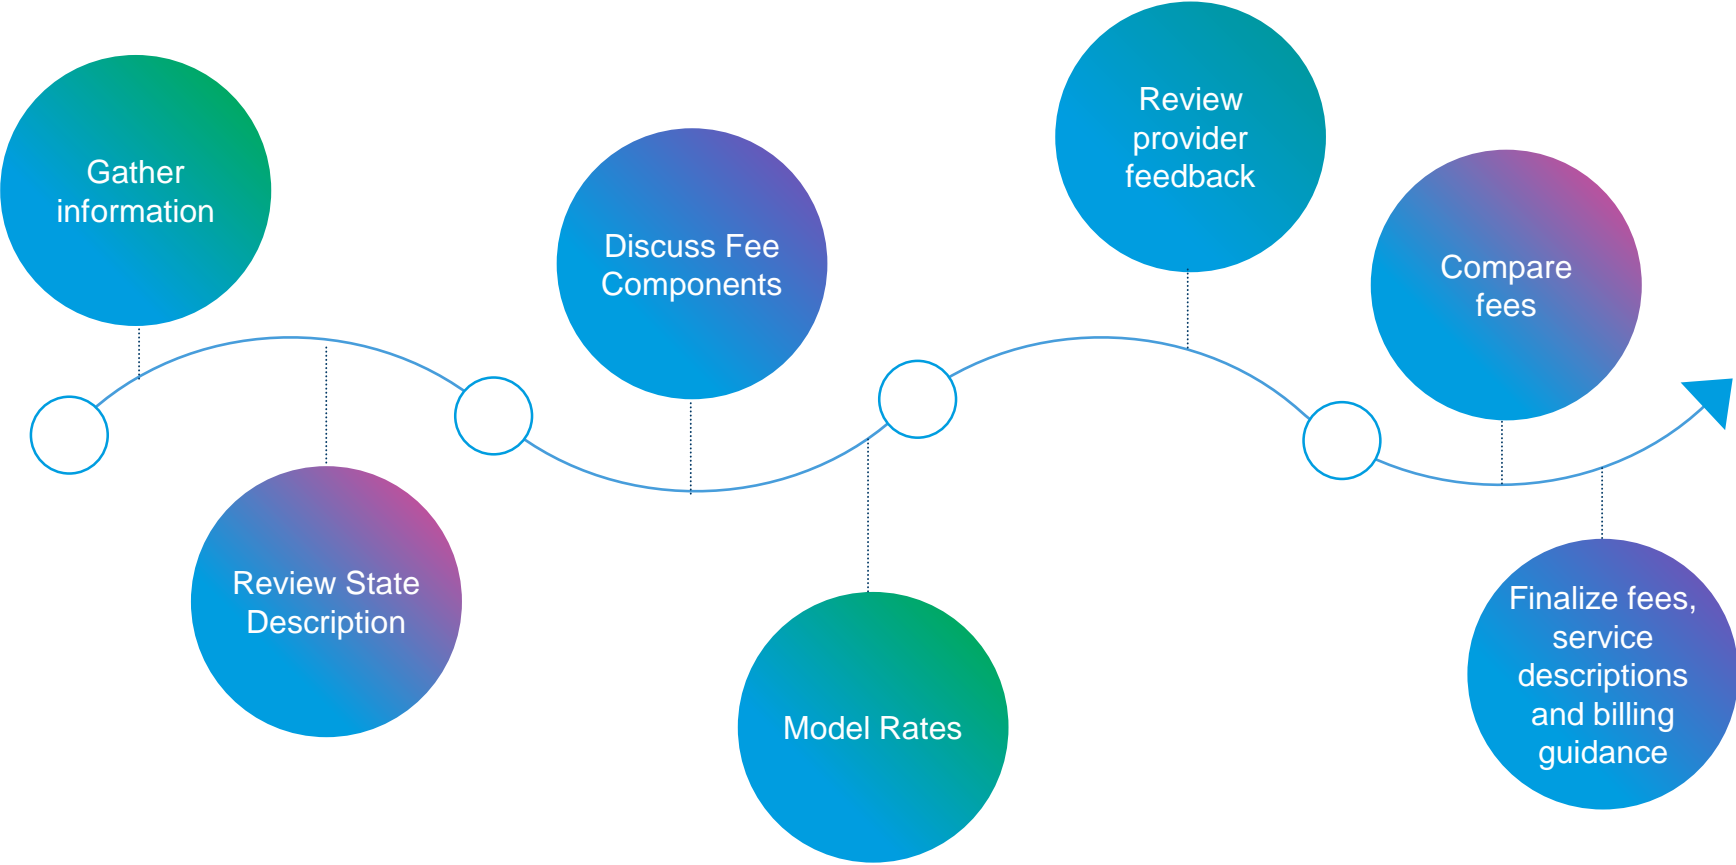 Gather
information
Review State
Description
Discuss Fee
Components
Model Rates
Review
provider
feedback
Compare
fees
Finalize fees,
service
descriptions
and billing
guidance